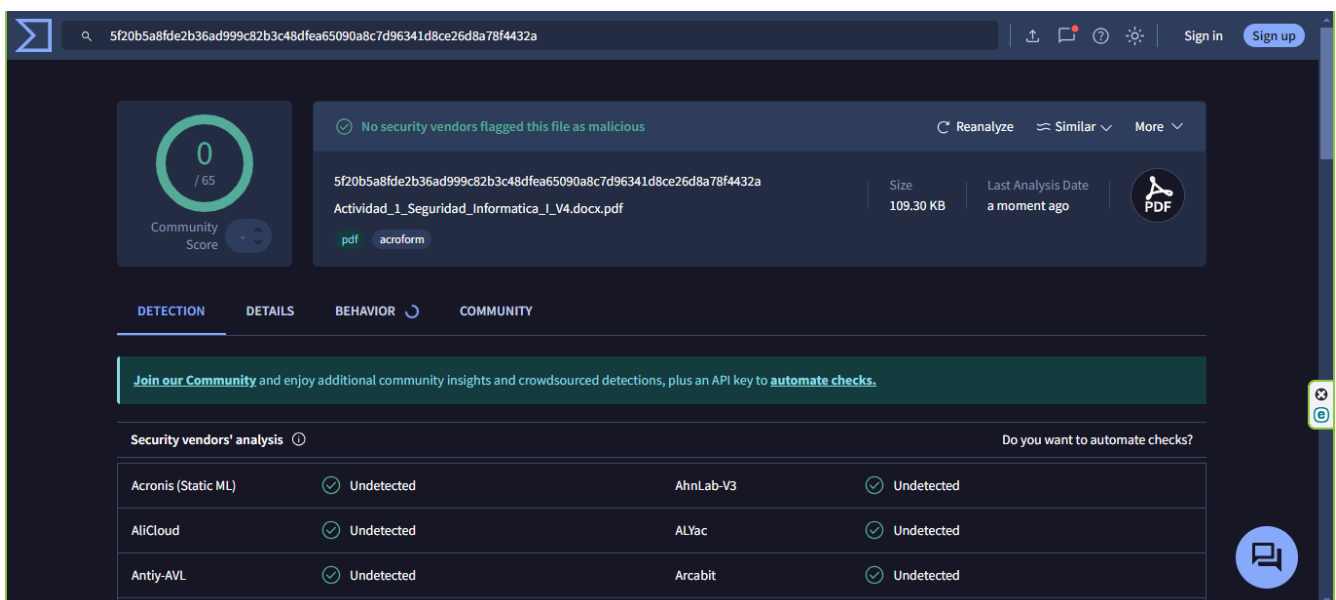 5f20b5a8fde2b36ad999c82b3c48dfea65090a8c7d96341d8ce26d8a78f4432a
Sign in
Sign up
0
/ 65
Community
Score
No security vendors flagged this file as malicious
Reanalyze
Similar
More
5f20b5a8fde2b36ad999c82b3c48dfea65090a8c7d96341d8ce26d8a78f4432a
Actividad_1_Seguridad_Informatica_I_V4.docx.pdf
pdf
acroform
Size
109.30 KB
Last Analysis Date
a moment ago
PDF
DETECTION
DETAILS
BEHAVIOR
COMMUNITY
Join our Community and enjoy additional community insights and crowdsourced detections, plus an API key to automate checks.
Security vendors' analysis
Do you want to automate checks?
Acronis (Static ML)
Undetected
AhnLab-V3
Undetected
AliCloud
Undetected
ALYac
Undetected
Antiy-AVL
Undetected
Arcabit
Undetected